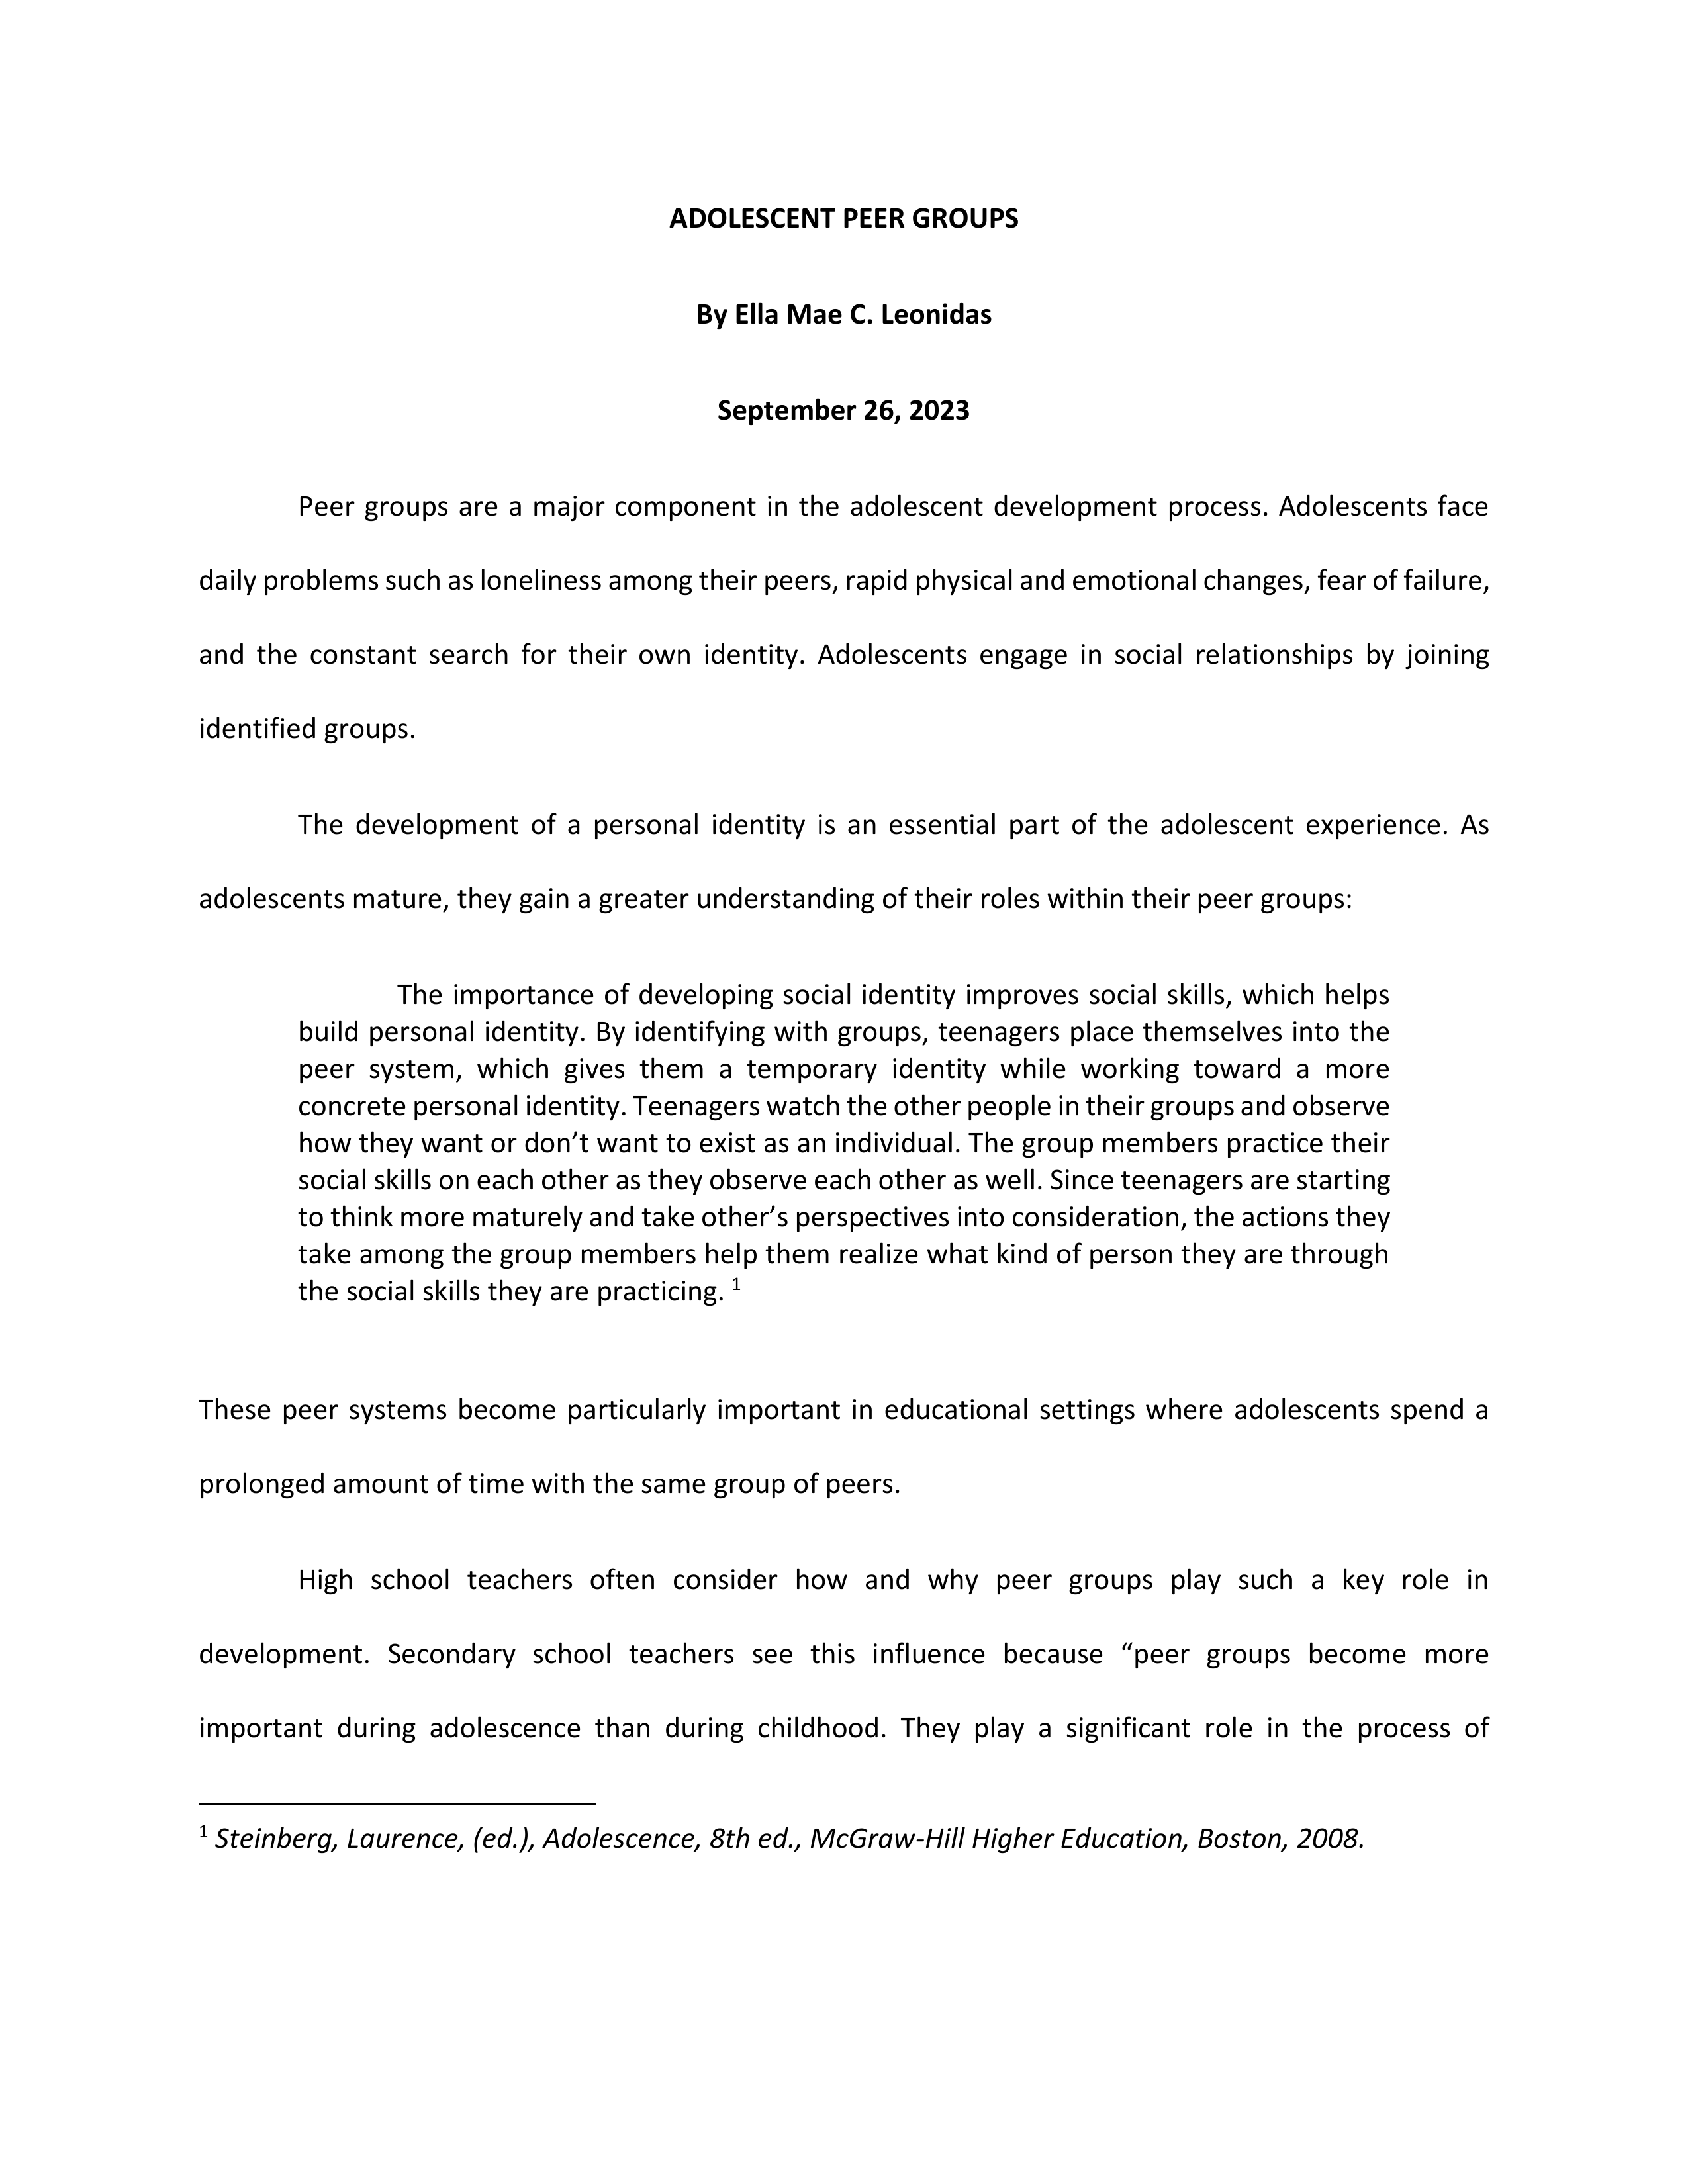 ADOLESCENT PEER GROUPS
By Ella Mae C. Leonidas
September 26, 2023
Peer groups are a major component in the adolescent development process. Adolescents face
daily problems such as loneliness among their peers, rapid physical and emotional changes, fear of failure,
and the constant search for their own identity. Adolescents engage in social relationships by joining
identified groups.
The development of a personal identity is an essential part of the adolescent experience. As
adolescents mature, they gain a greater understanding of their roles within their peer groups:
The importance of developing social identity improves social skills, which helps
build personal identity. By identifying with groups, teenagers place themselves into the
peer system, which gives them a temporary identity while working toward a more
concrete personal identity. Teenagers watch the other people in their groups and observe
how they want or don’t want to exist as an individual. The group members practice their
social skills on each other as they observe each other as well. Since teenagers are starting
to think more maturely and take other’s perspectives into consideration, the actions they
take among the group members help them realize what kind of person they are through
the social skills they are practicing. 1
These peer systems become particularly important in educational settings where adolescents spend a
prolonged amount of time with the same group of peers.
High school teachers often consider how and why peer groups play such a key role in
development. Secondary school teachers see this influence because “peer groups become more
important during adolescence than during childhood. They play a significant role in the process of
1 Steinberg, Laurence, (ed.), Adolescence, 8th ed., McGraw-Hill Higher Education, Boston, 2008.